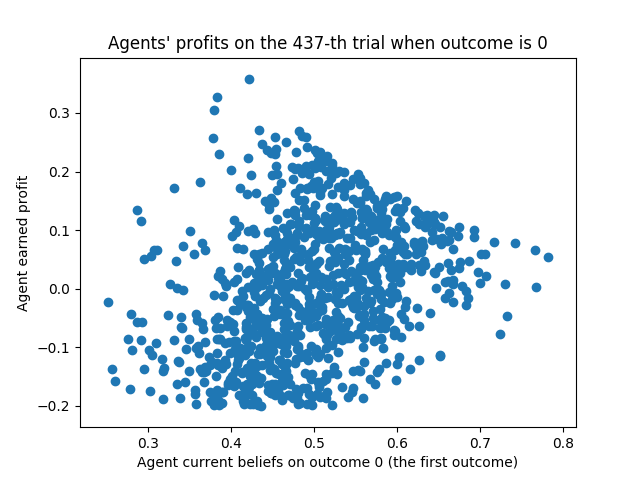 Agents' profits on the 437-th trial when outcome is 0
0.3
0.2
0.1
0.0
−0.1
−0.2
Agent earned profit
0.3 0.4 0.5 0.6 0.7 0.8
Agent current beliefs on outcome 0 (the first outcome)